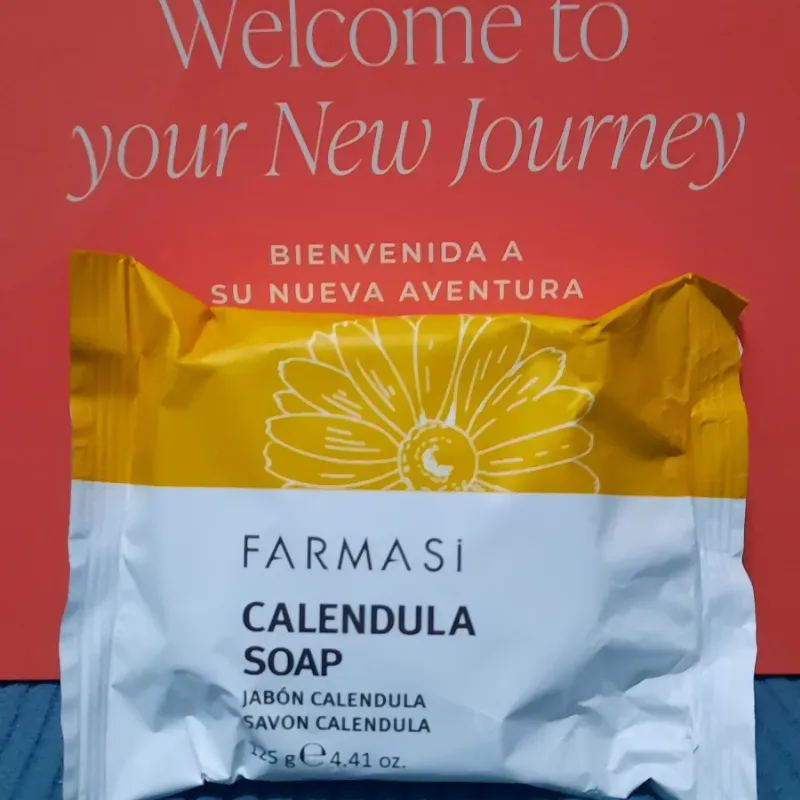 Welcome to
your New Journey
BIENVENIDA A
SU NUEVA AVENTURA
FARMASi
CALENDULA
SOAP
JABÓN CALENDULA
SAVON CALENDULA
125 g ℮ 4.41 oz.